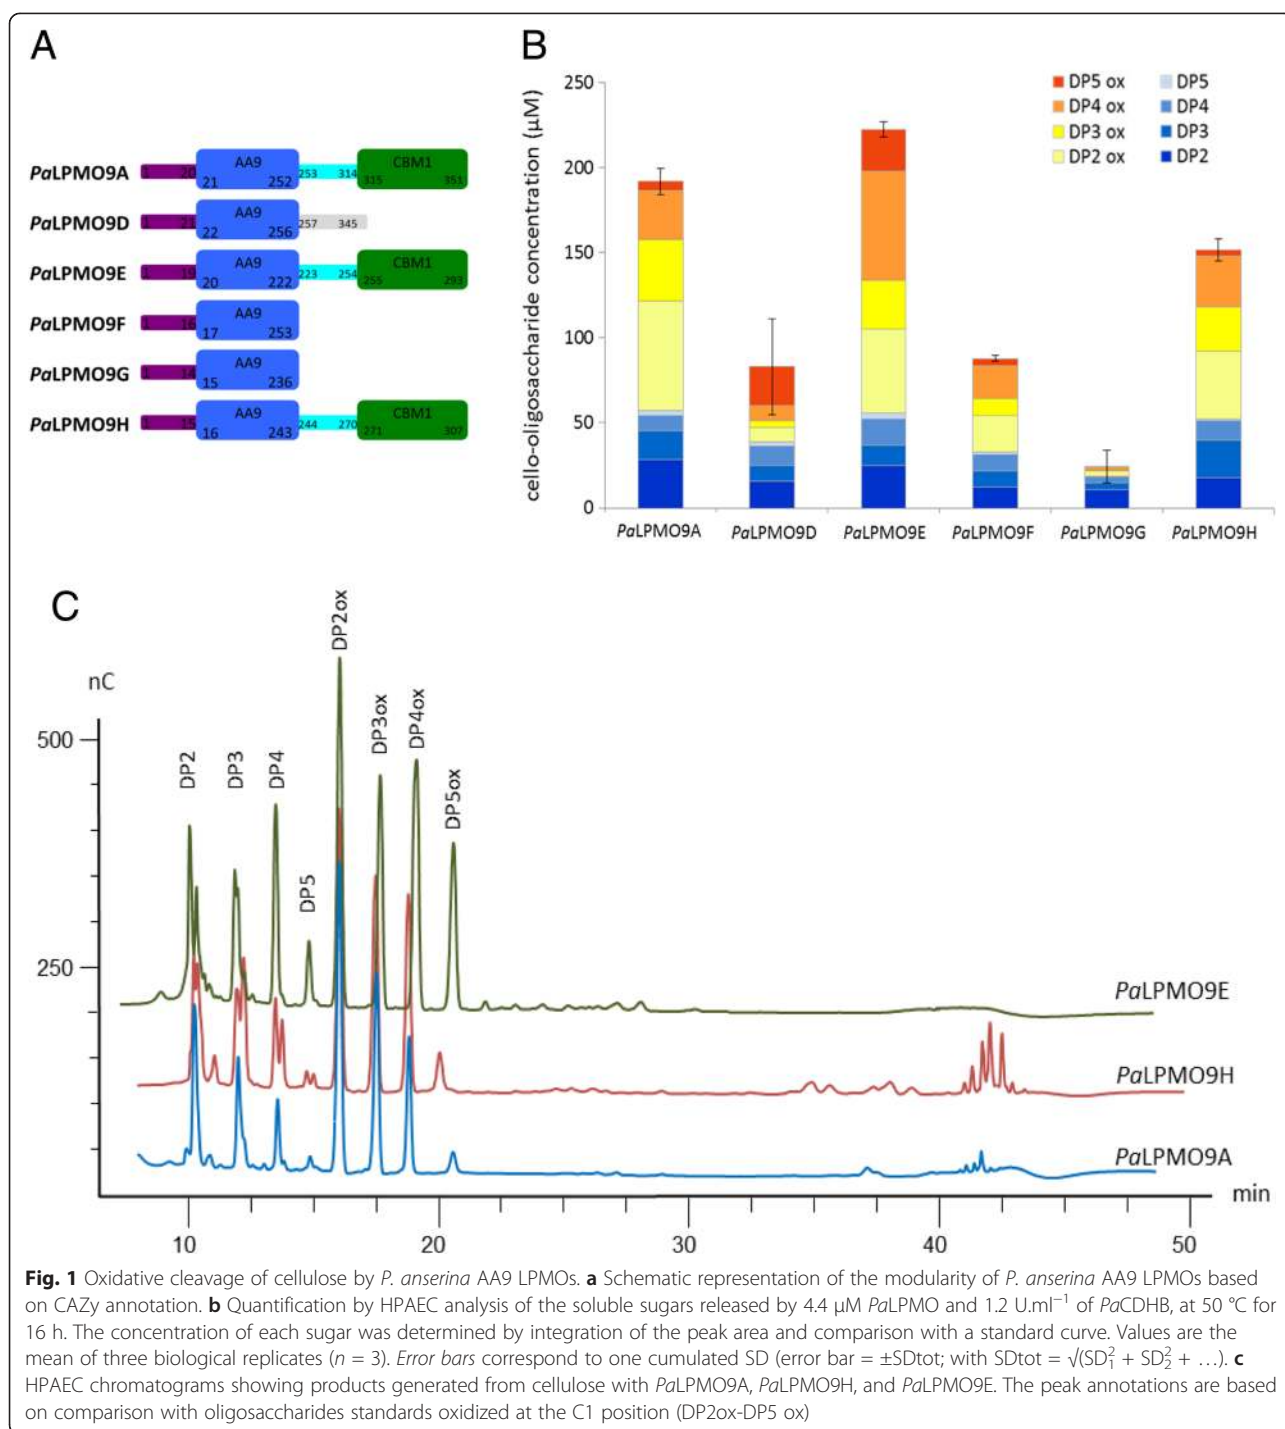 A
PaLPMO9A 1 20 AA9 21 252 253 314 CBM1 315 351
PaLPMO9D 1 21 AA9 22 256 257 345
PaLPMO9E 1 19 AA9 20 222 223 254 CBM1 255 293
PaLPMO9F 1 16 AA9 17 253
PaLPMO9G 1 14 AA9 15 236
PaLPMO9H 1 15 AA9 16 243 244 270 CBM1 271 307
B
cello-oligosaccharide concentration (µM)
250
200
150
100
50
0
DP5 ox DP5
DP4 ox DP4
DP3 ox DP3
DP2 ox DP2
PaLPMO9A PaLPMO9D PaLPMO9E PaLPMO9F PaLPMO9G PaLPMO9H
C
nC
500
250
DP2
DP3
DP4
DP5
DP2ox
DP3ox
DP4ox
DP5ox
PaLPMO9E
PaLPMO9H
PaLPMO9A
min
10 20 30 40 50
Fig. 1 Oxidative cleavage of cellulose by P. anserina AA9 LPMOs. a Schematic representation of the modularity of P. anserina AA9 LPMOs based
on CAZy annotation. b Quantification by HPAEC analysis of the soluble sugars released by 4.4 µM PaLPMO and 1.2 U.ml⁻¹ of PaCDHB, at 50 °C for
16 h. The concentration of each sugar was determined by integration of the peak area and comparison with a standard curve. Values are the
mean of three biological replicates (n = 3). Error bars correspond to one cumulated SD (error bar = ±SDtot; with SDtot = √(SD₁² + SD₂² + …). c
HPAEC chromatograms showing products generated from cellulose with PaLPMO9A, PaLPMO9H, and PaLPMO9E. The peak annotations are based
on comparison with oligosaccharides standards oxidized at the C1 position (DP2ox-DP5 ox)